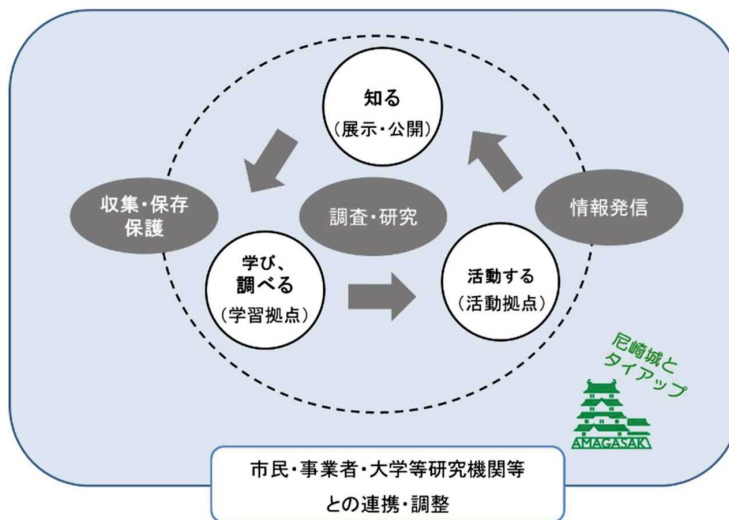 知る
(展示・公開)
収集・保存
保護
調査・研究
情報発信
学び、
調べる
(学習拠点)
活動する
(活動拠点)
尼崎城と
タイアップ
AMAGASAKI
市民・事業者・大学等研究機関等
との連携・調整